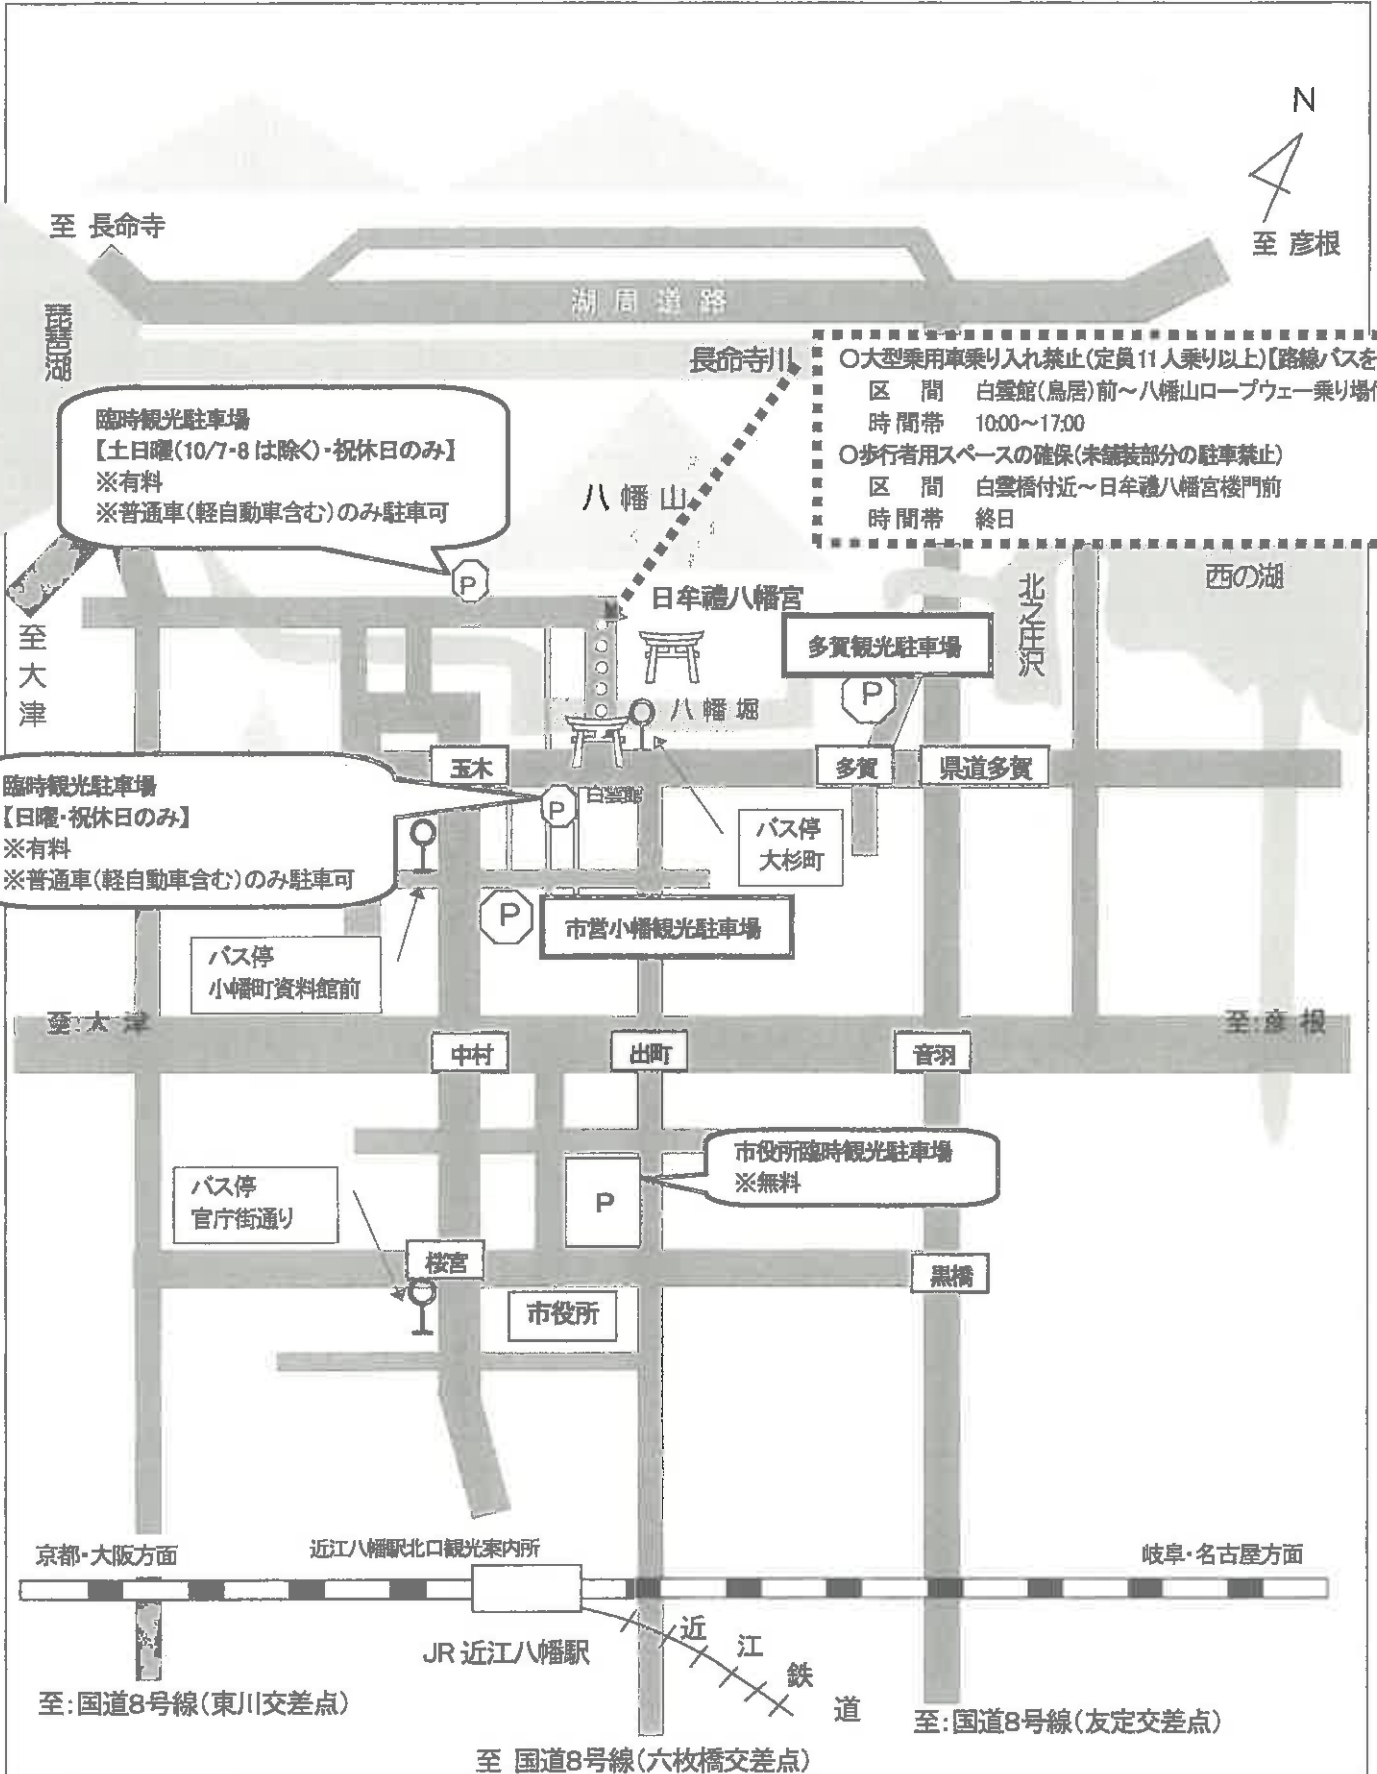 N
至 長命寺
至 彦根
湖周道路
琵琶湖
長命寺川
○大型乗用車乗り入れ禁止(定員11人乗り以上)【路線バスを
区　間　白雲館(鳥居)前～八幡山ロープウェー乗り場
時間帯　10:00～17:00
○歩行者用スペースの確保(未舗装部分の駐車禁止)
区　間　白雲橋付近～日牟禮八幡宮楼門前
時間帯　終日
臨時観光駐車場
【土日曜(10/7・8は除く)・祝休日のみ】
※有料
※普通車(軽自動車含む)のみ駐車可
P
八幡山
西の湖
北之庄沢
日牟禮八幡宮
至大津
多賀観光駐車場
P
八幡堀
玉木
多賀
県道多賀
臨時観光駐車場
【日曜・祝休日のみ】
※有料
※普通車(軽自動車含む)のみ駐車可
P
白雲館
バス停
大杉町
P
市営小幡観光駐車場
バス停
小幡町資料館前
至:大津
至:彦根
中村
出町
音羽
市役所臨時観光駐車場
※無料
P
バス停
官庁街通り
桜宮
黒橋
市役所
京都・大阪方面
近江八幡駅北口観光案内所
岐阜・名古屋方面
JR近江八幡駅
近江鉄道
至:国道8号線(東川交差点)
至:国道8号線(友定交差点)
至 国道8号線(六枚橋交差点)